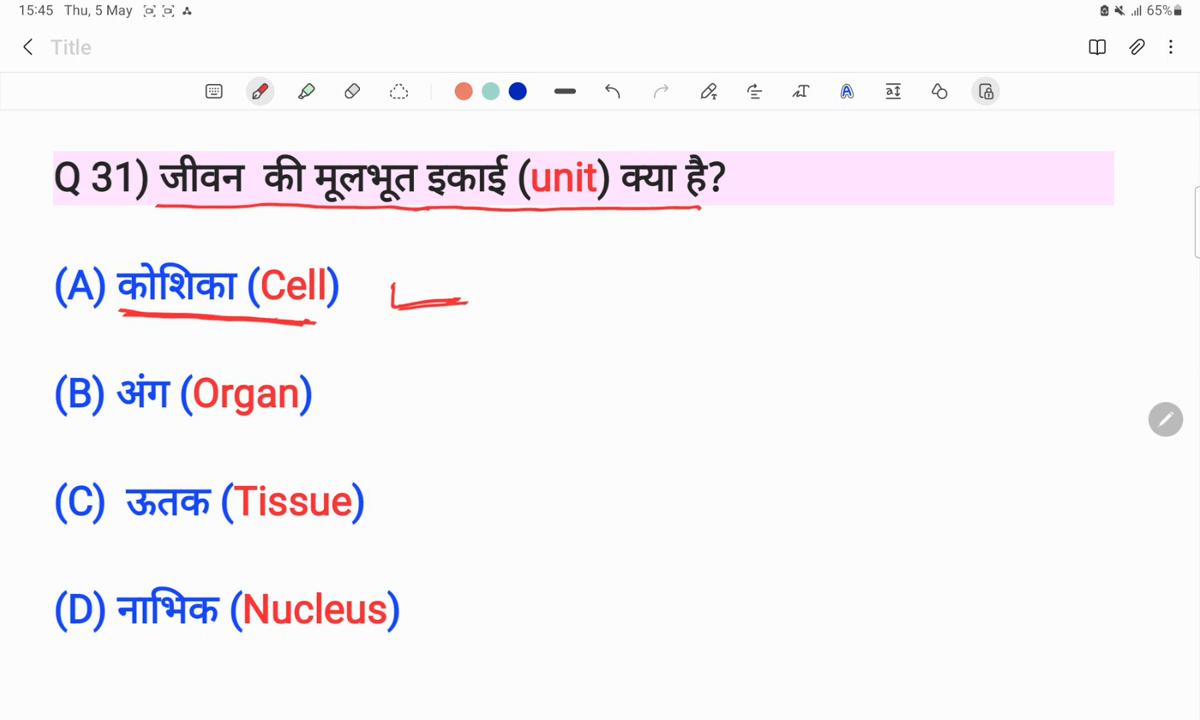 15:45 Thu, 5 May 65%
Title
Q 31) जीवन की मूलभूत इकाई (unit) क्या है?
(A) कोशिका (Cell)
(B) अंग (Organ)
(C) ऊतक (Tissue)
(D) नाभिक (Nucleus)